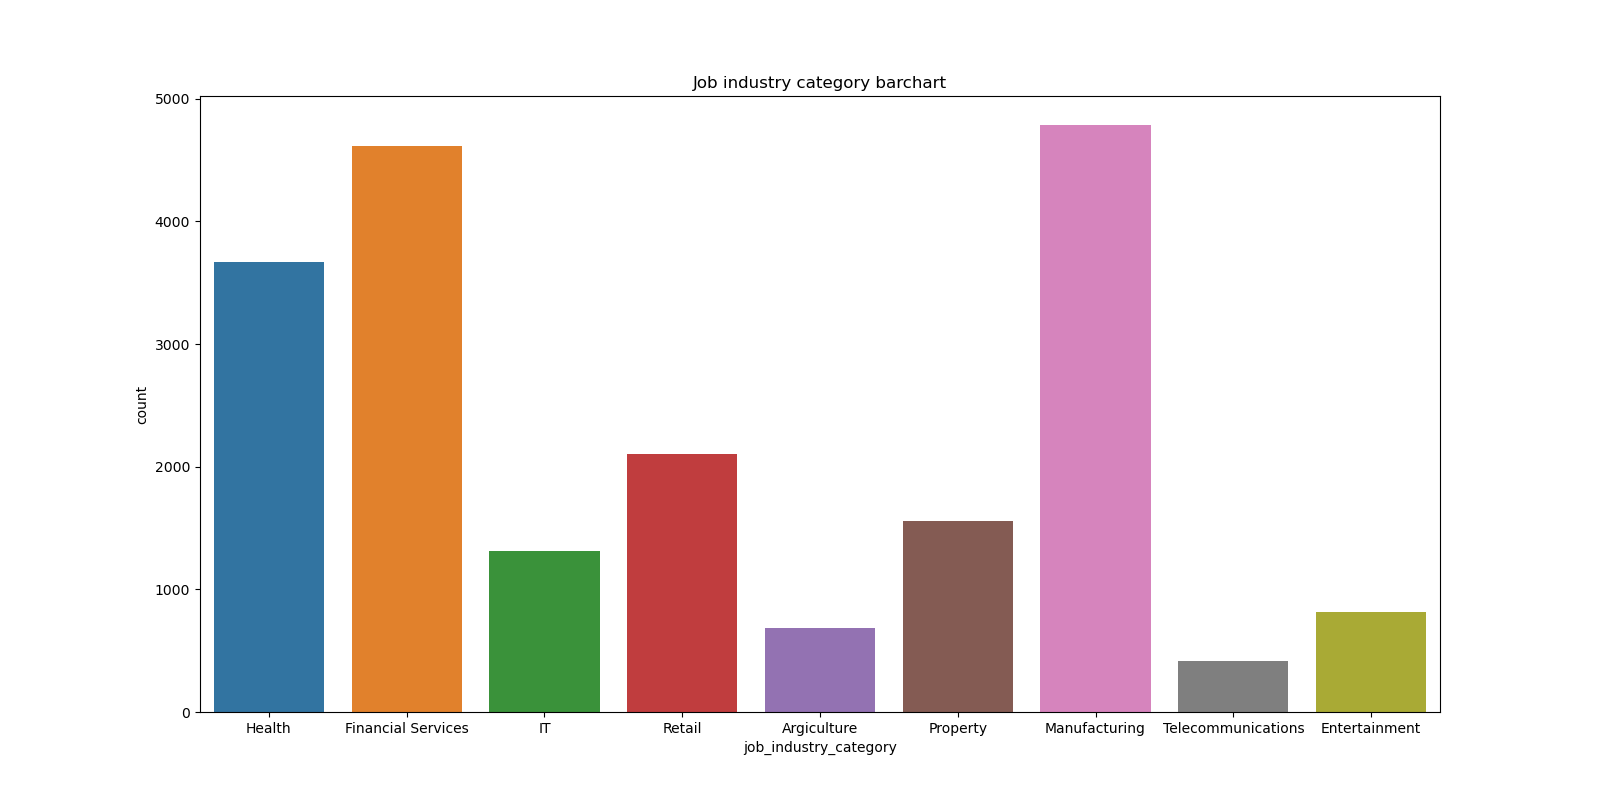 Job industry category barchart
5000
4000
3000
2000
1000
0
count
Health Financial Services IT Retail Argiculture Property Manufacturing Telecommunications Entertainment
job_industry_category